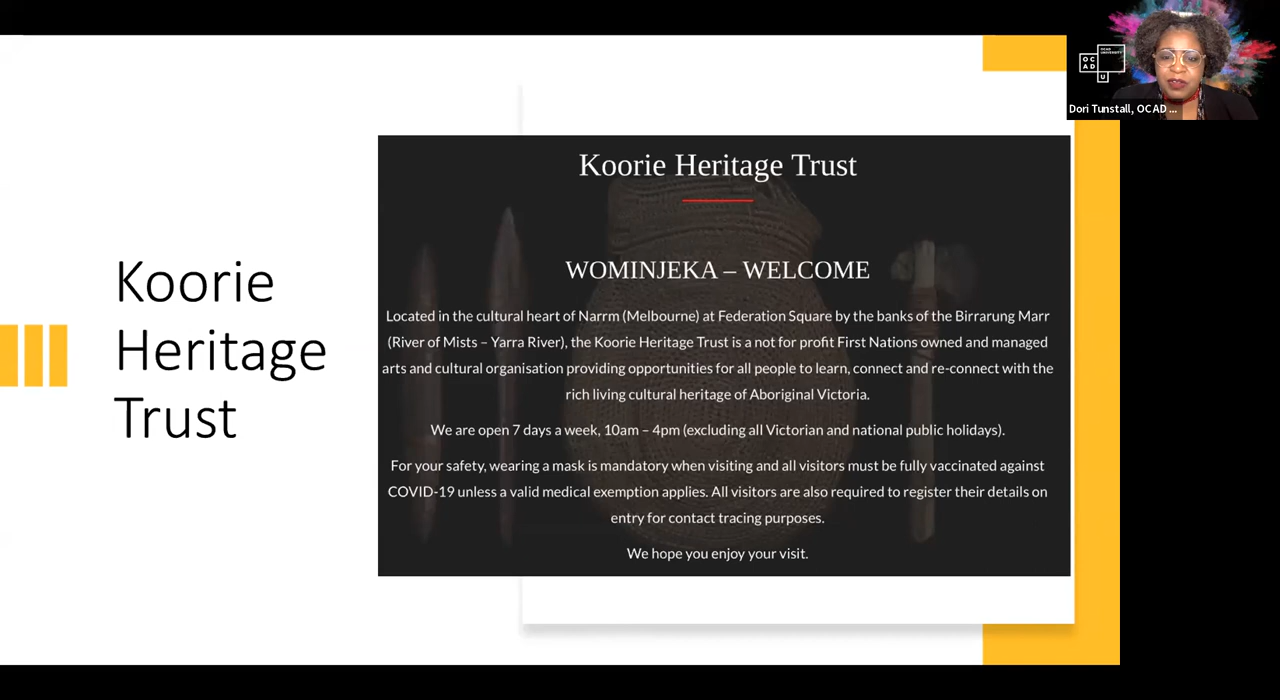 Koorie
Heritage
Trust
Koorie Heritage Trust
WOMINJEKA – WELCOME
Located in the cultural heart of Narrm (Melbourne) at Federation Square by the banks of the Birrarung Marr
(River of Mists – Yarra River), the Koorie Heritage Trust is a not for profit First Nations owned and managed
arts and cultural organisation providing opportunities for all people to learn, connect and re-connect with the
rich living cultural heritage of Aboriginal Victoria.
We are open 7 days a week, 10am – 4pm (excluding all Victorian and national public holidays).
For your safety, wearing a mask is mandatory when visiting and all visitors must be fully vaccinated against
COVID-19 unless a valid medical exemption applies. All visitors are also required to register their details on
entry for contact tracing purposes.
We hope you enjoy your visit.
OCAD
UNIVERSITY
O C
A D
U
Dori Tunstall, OCAD ...